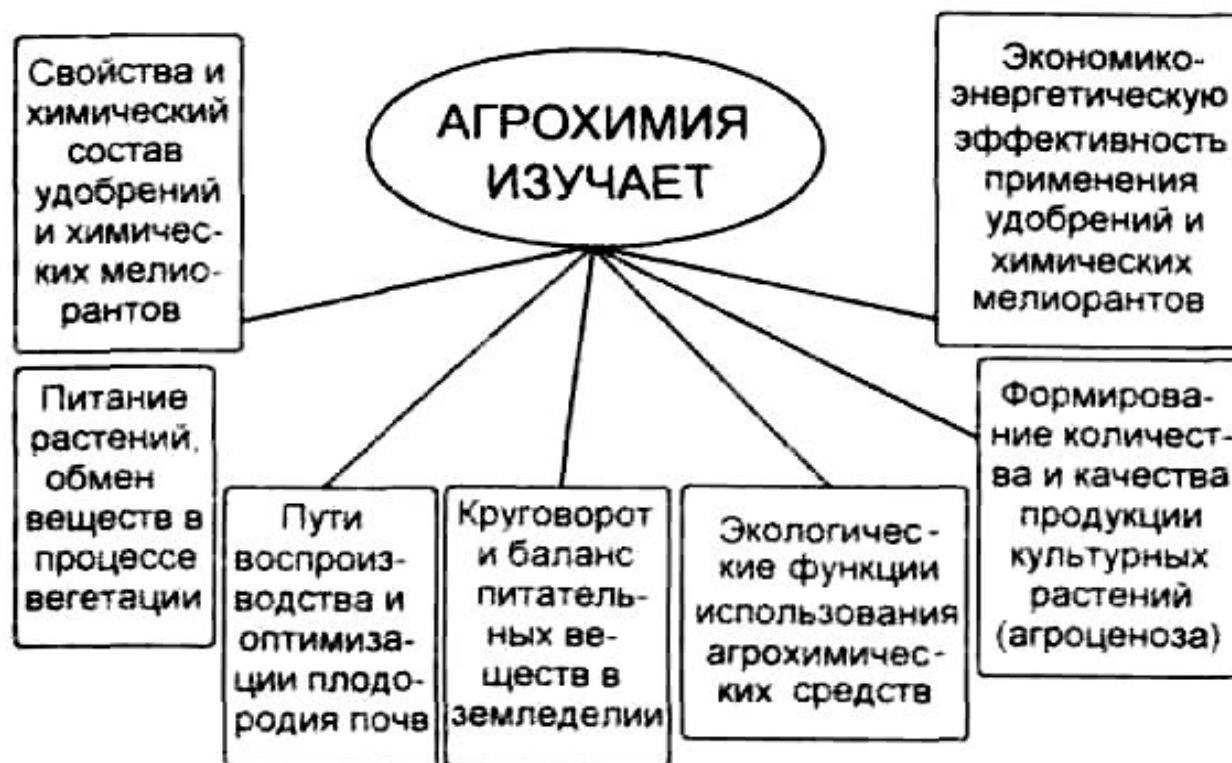 АГРОХИМИЯ
ИЗУЧАЕТ
Свойства и
химический
состав
удобрений
и химичес-
ких мелио-
рантов
Питание
растений,
обмен
веществ в
процессе
вегетации
Пути
воспроиз-
водства и
оптимиза-
ции плодо-
родия почв
Круговорот
и баланс
питатель-
ных ве-
ществ в
земледелии
Экологичес-
кие функции
использования
агрохимичес-
ких средств
Формирова-
ние количест-
ва и качества
продукции
культурных
растений
(агроценоза)
Экономико-
энергетическую
эффективность
применения
удобрений и
химических
мелиорантов